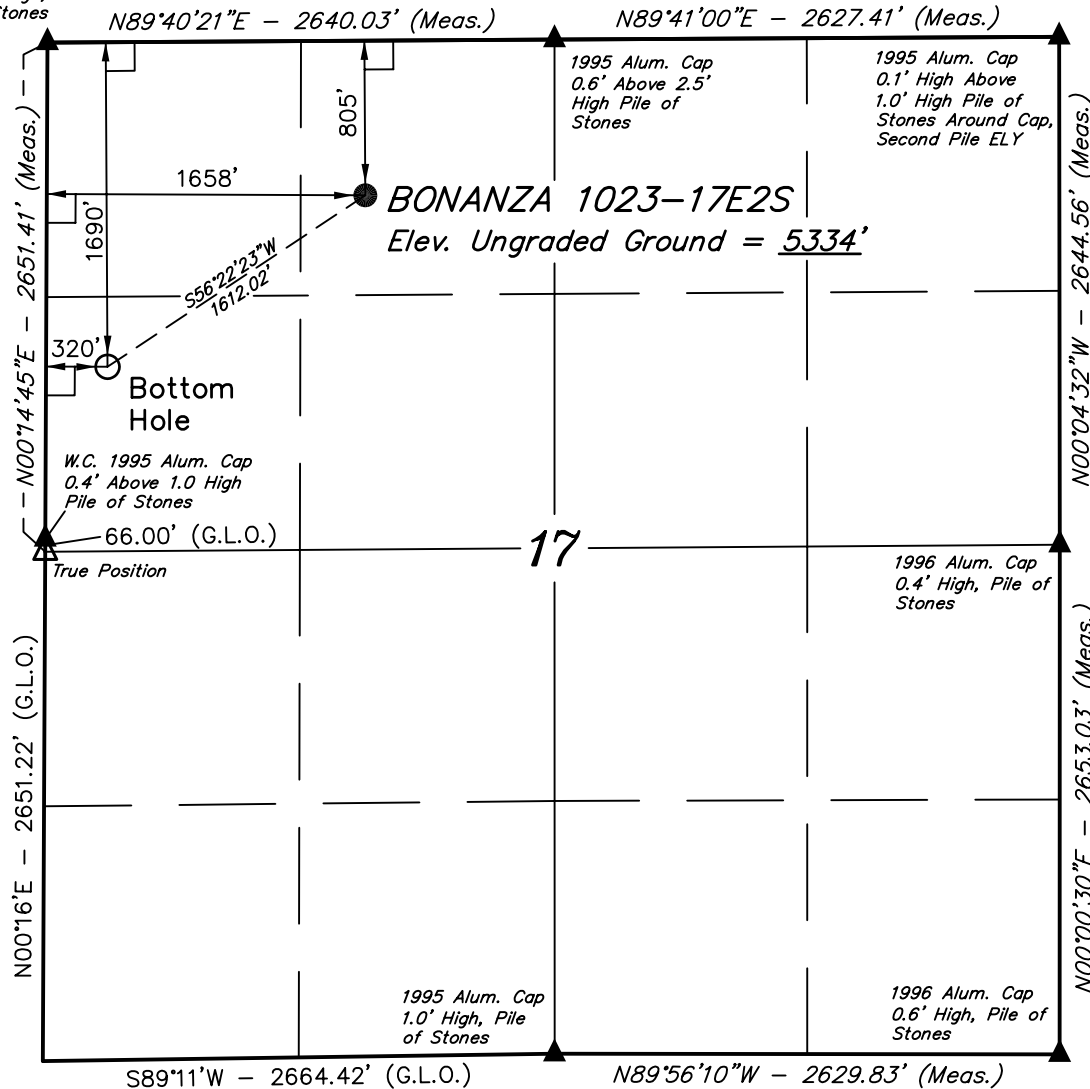 Stones
N89°40'21"E - 2640.03' (Meas.)
N89°41'00"E - 2627.41' (Meas.)
1995 Alum. Cap
0.6' Above 2.5'
High Pile of
Stones
1995 Alum. Cap
0.1' High Above
1.0' High Pile of
Stones Around Cap,
Second Pile ELY
805'
1658'
1690'
BONANZA 1023-17E2S
Elev. Ungraded Ground = 5334'
S56°22'23"W
1612.02'
320'
Bottom
Hole
N00°14'45"E - 2651.41' (Meas.)
N00°04'32"W - 2644.56' (Meas.)
W.C. 1995 Alum. Cap
0.4' Above 1.0 High
Pile of Stones
66.00' (G.L.O.)
True Position
17
1996 Alum. Cap
0.4' High, Pile of
Stones
N00°16'E - 2651.22' (G.L.O.)
N00°00'30"E - 2653.03' (Meas.)
1995 Alum. Cap
1.0' High, Pile
of Stones
1996 Alum. Cap
0.6' High, Pile of
Stones
S89°11'W - 2664.42' (G.L.O.)
N89°56'10"W - 2629.83' (Meas.)